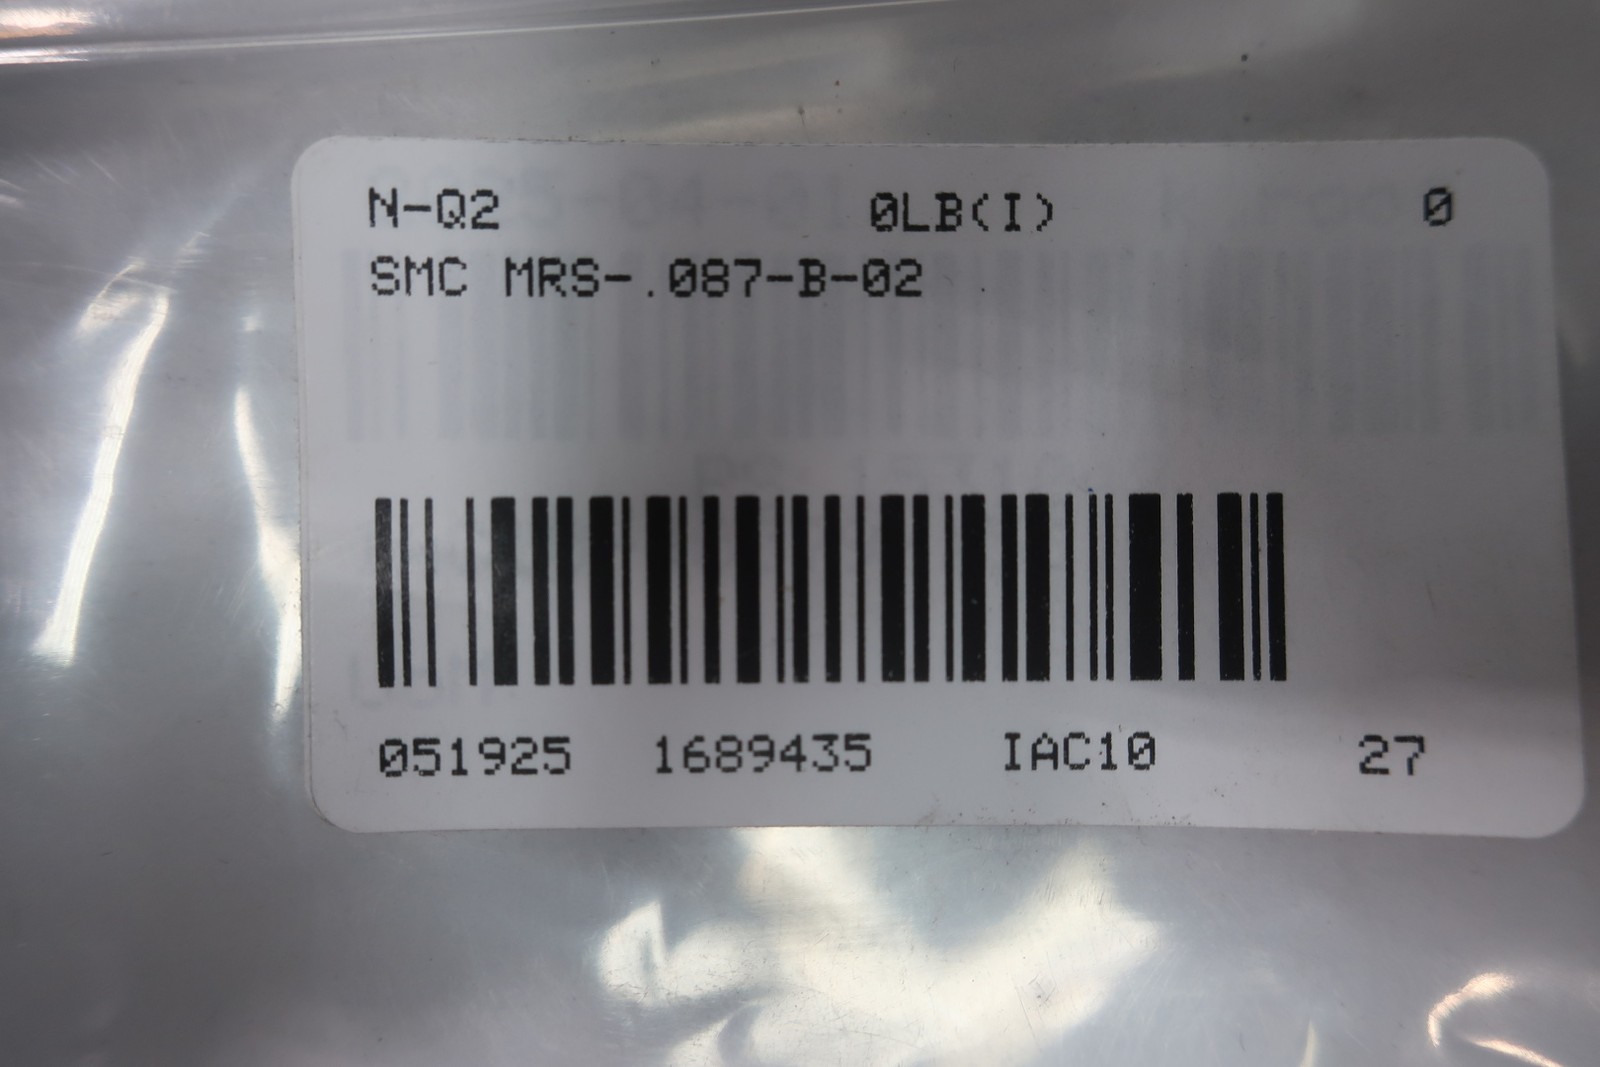 N-Q2 0LB(I) 0
SMC MRS-.087-B-02
051925 1689435 IAC10 27